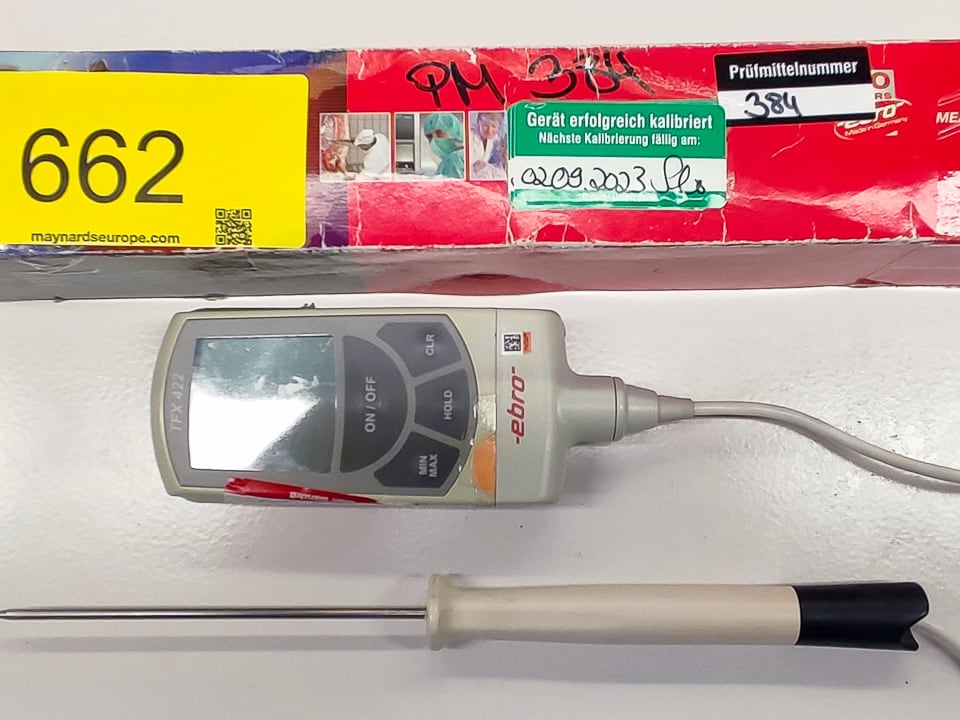 PM 384
Prüfmittelnummer
384
662
maynardseurope.com
Gerät erfolgreich kalibriert
Nächste Kalibrierung fällig am:
02.09.2023
ebro
Made in Germany
TFX 422
ON / OFF
CLR
HOLD
MIN
MAX
-ebro-